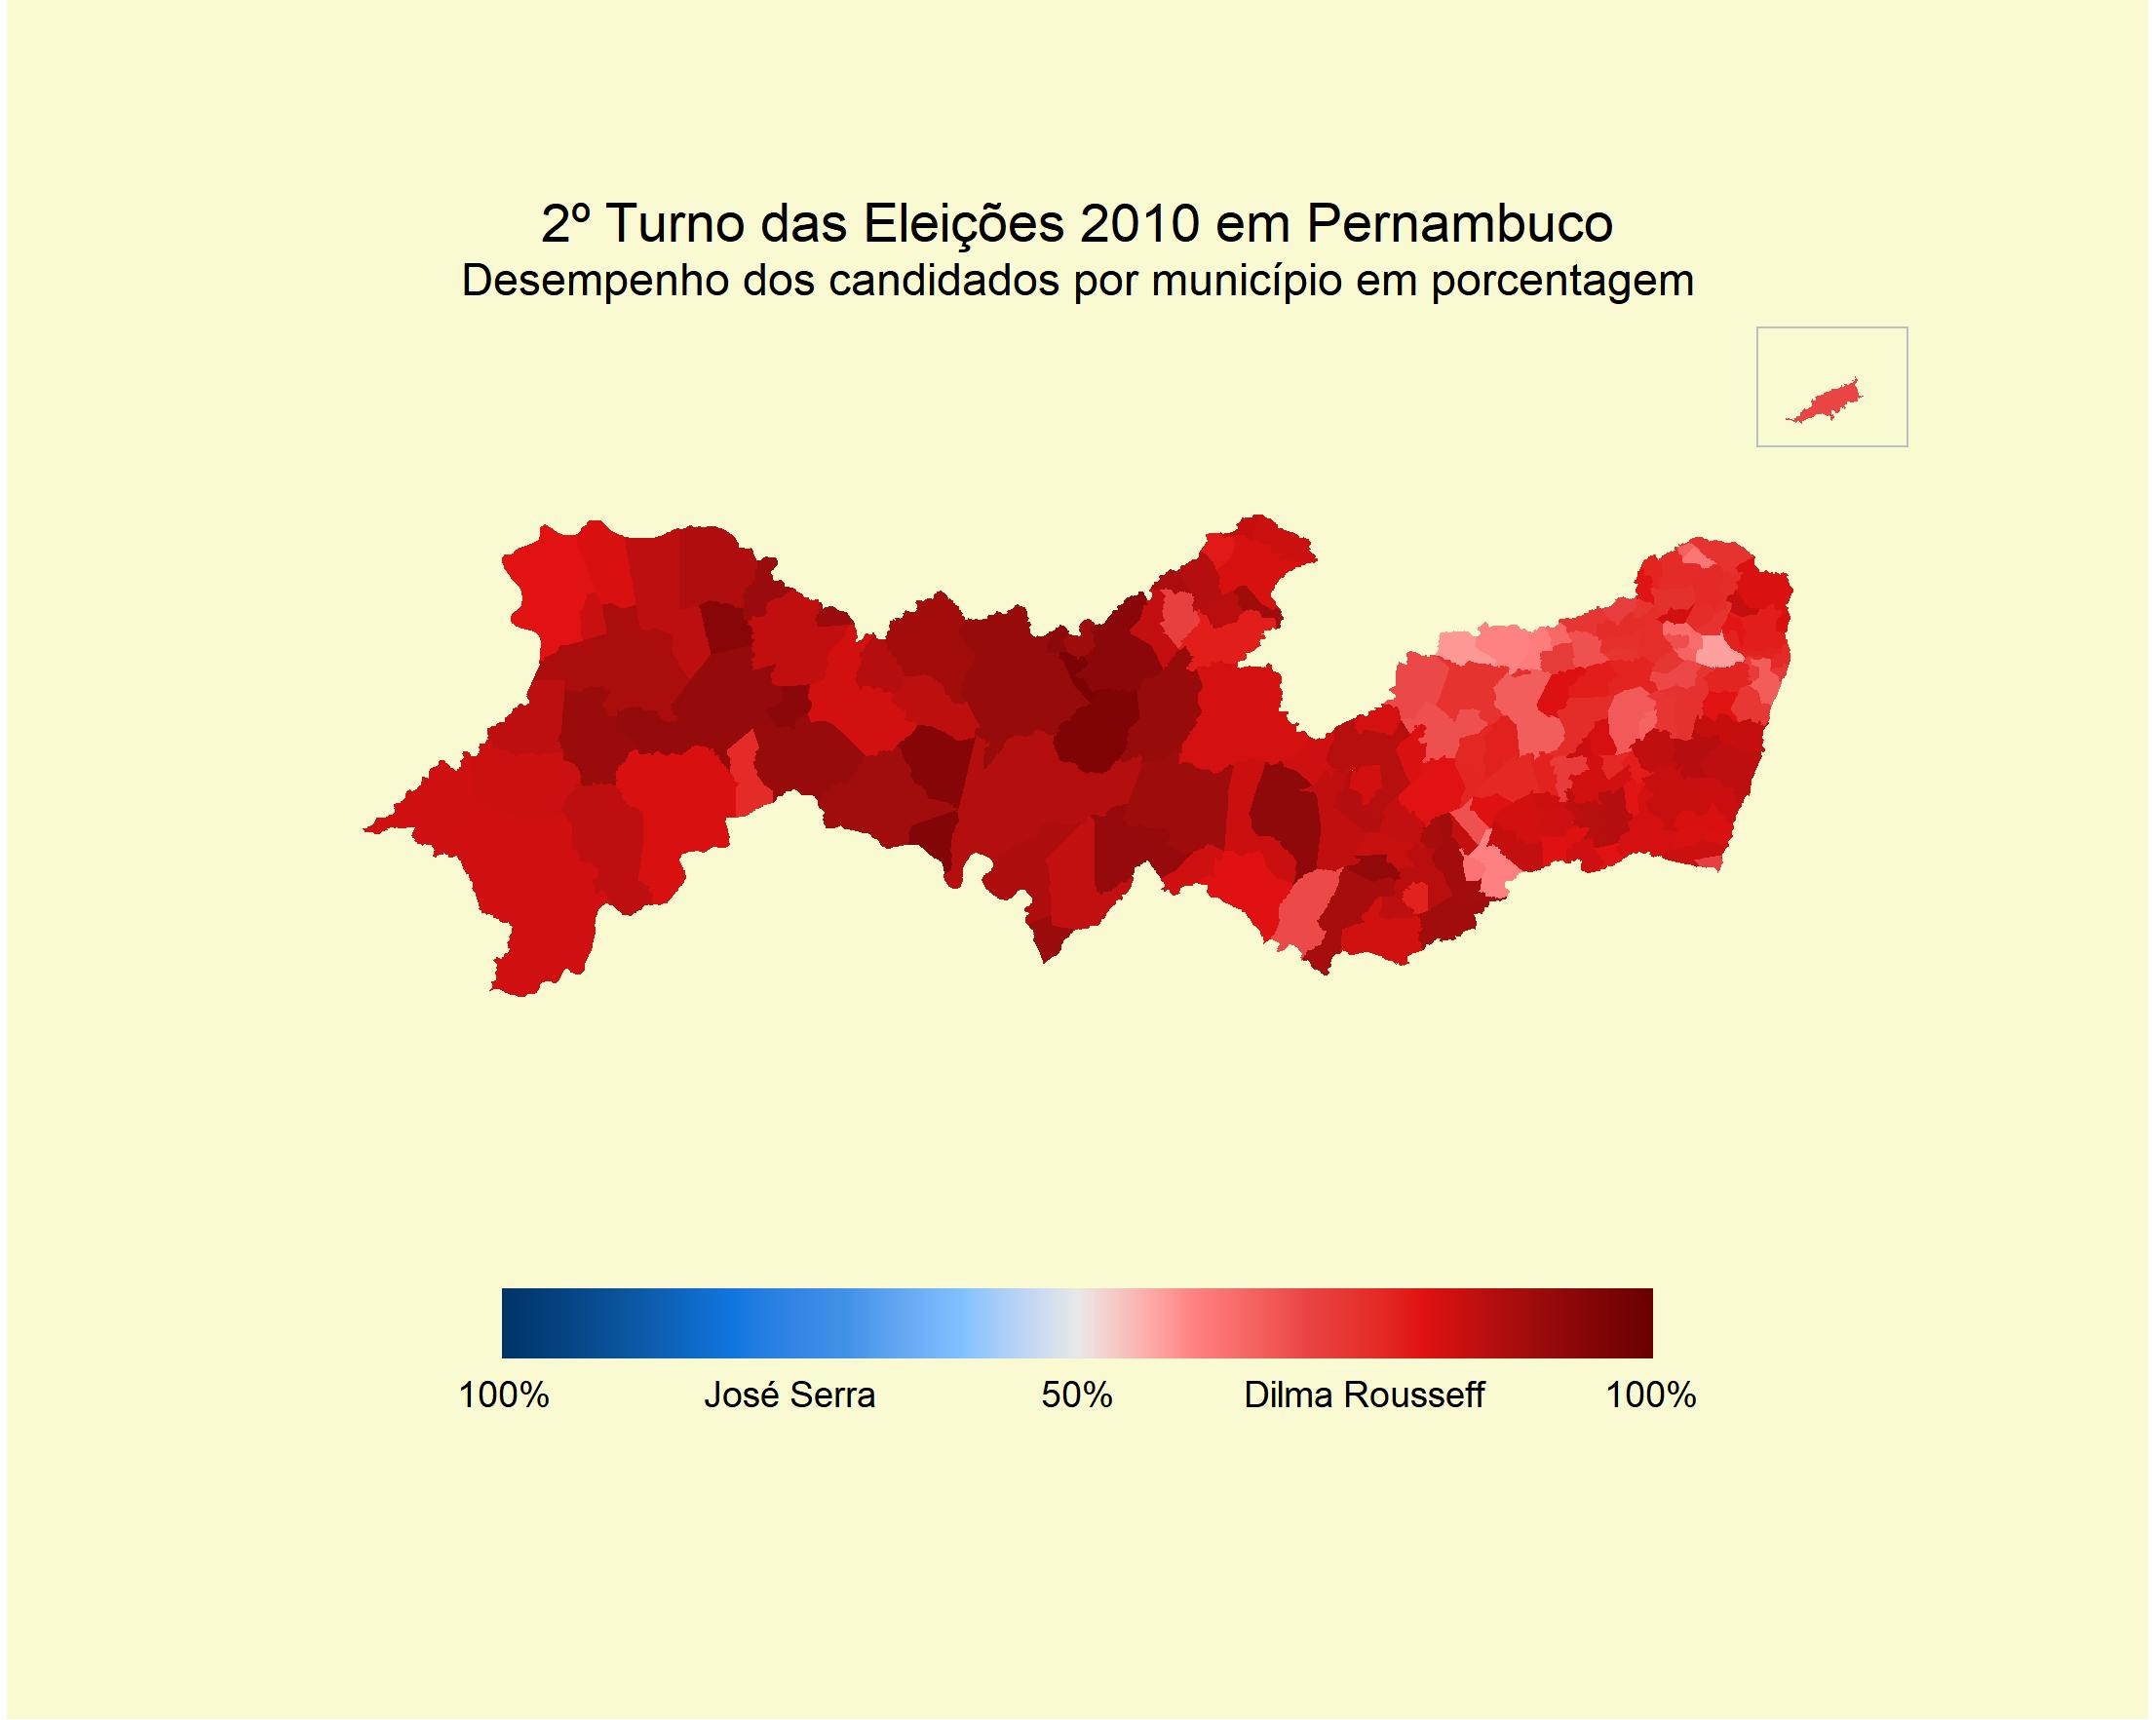 2º Turno das Eleições 2010 em Pernambuco
Desempenho dos candidados por município em porcentagem
100% José Serra 50% Dilma Rousseff 100%